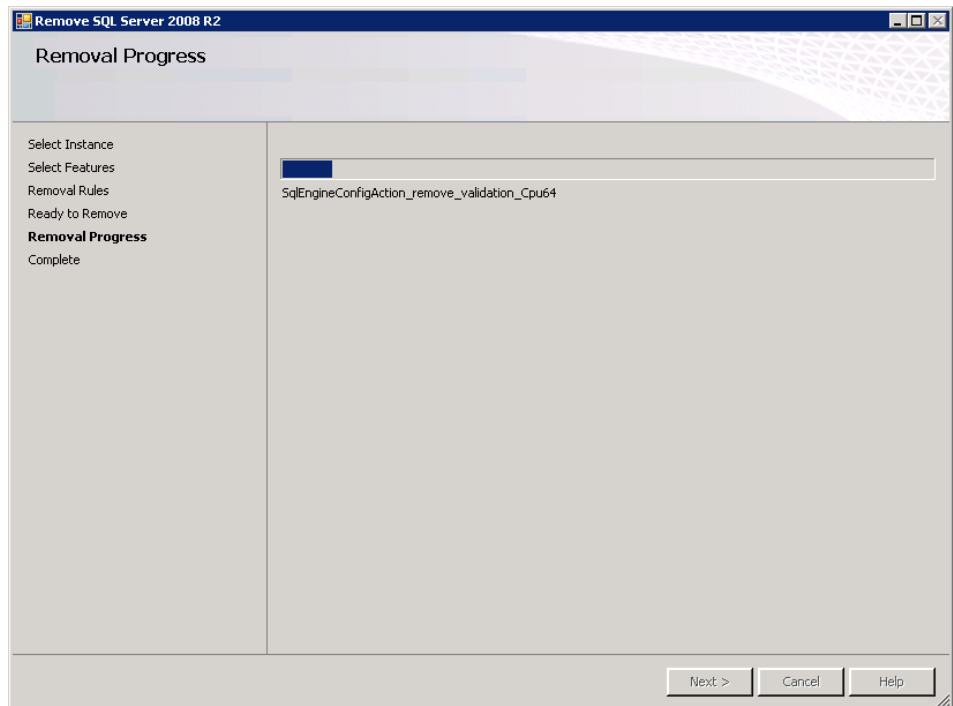 Remove SQL Server 2008 R2
Removal Progress
Select Instance
Select Features
Removal Rules
Ready to Remove
Removal Progress
Complete
SqlEngineConfigAction_remove_validation_Cpu64
Next >
Cancel
Help